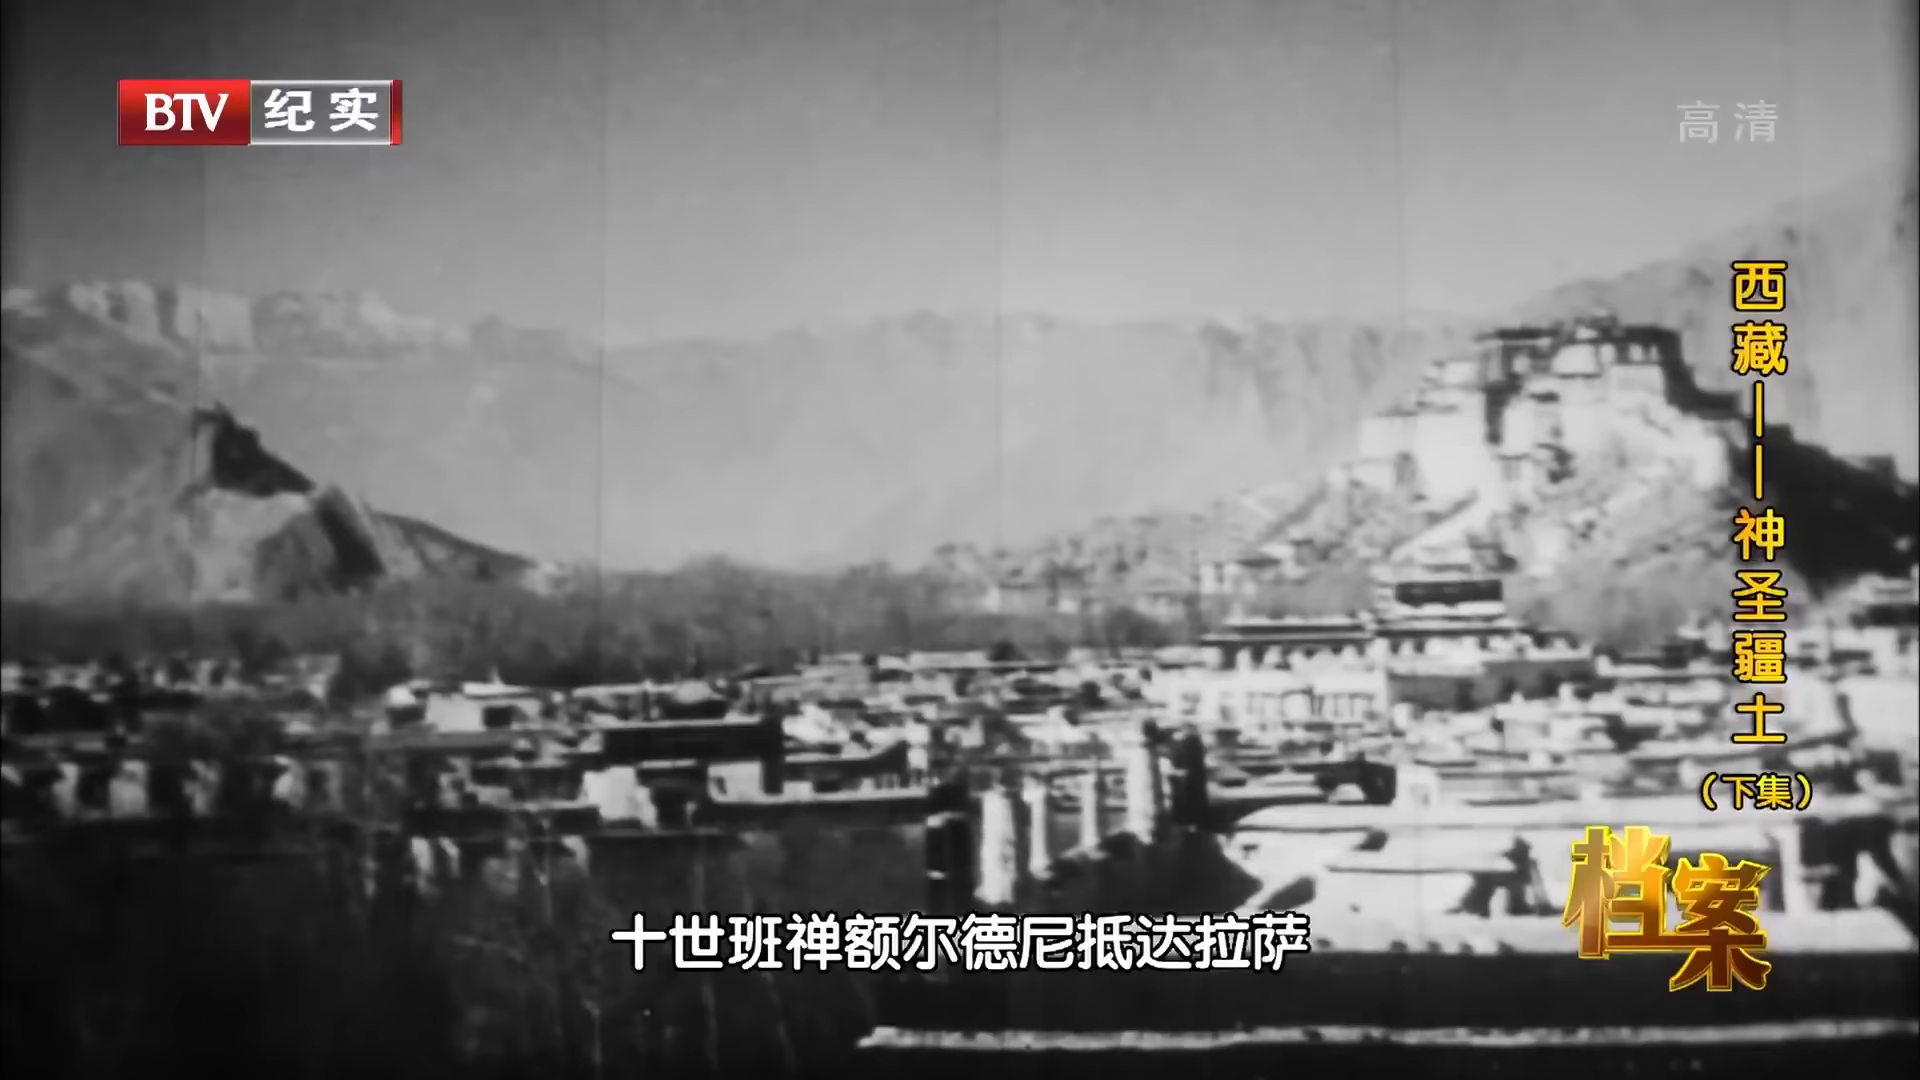 BTV 纪实
高清
西藏——神圣疆土
（下集）
档案
十世班禅额尔德尼抵达拉萨